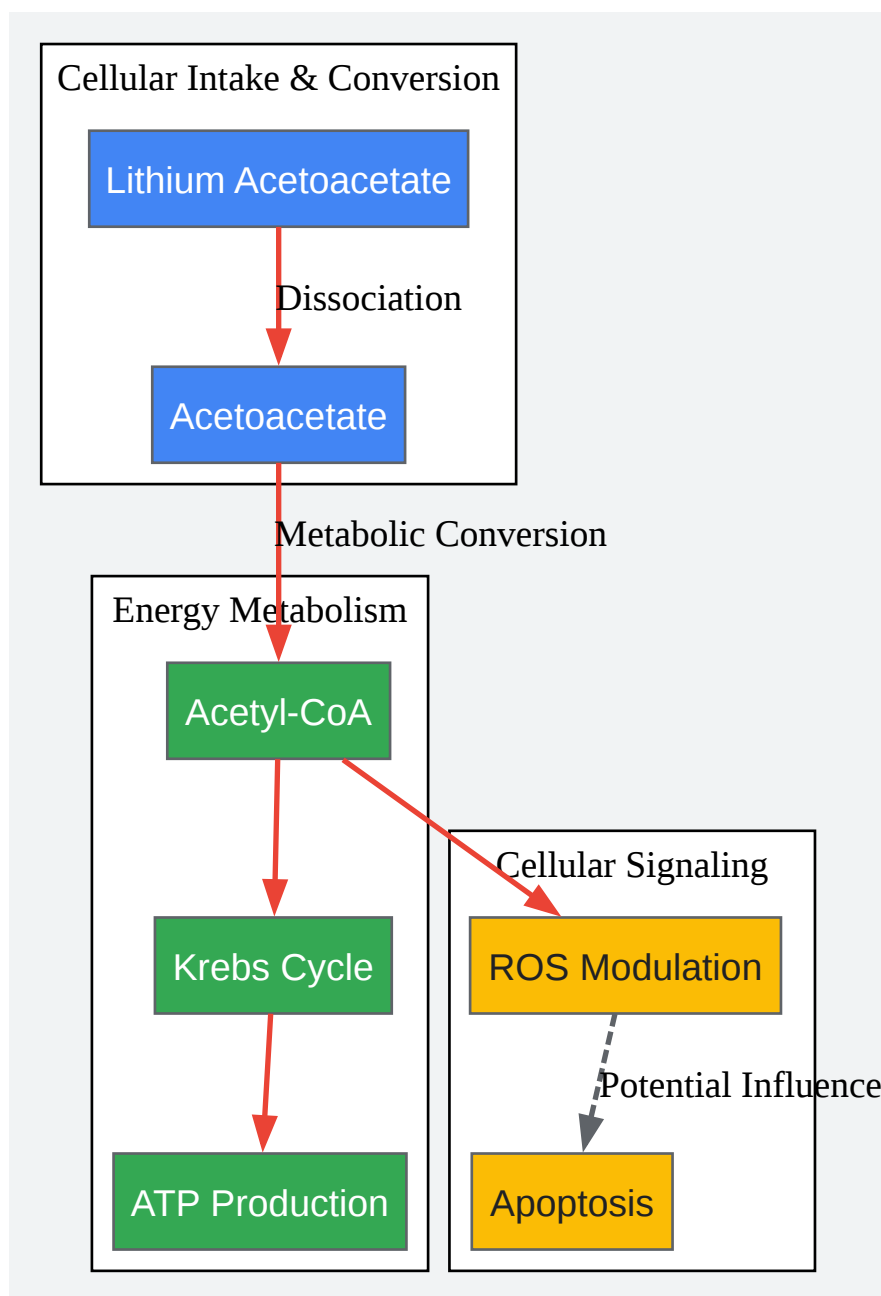 Cellular Intake & Conversion
Lithium Acetoacetate
Dissociation
Acetoacetate
Metabolic Conversion
Energy Metabolism
Acetyl-CoA
Cellular Signaling
Krebs Cycle
ROS Modulation
Potential Influence
ATP Production
Apoptosis